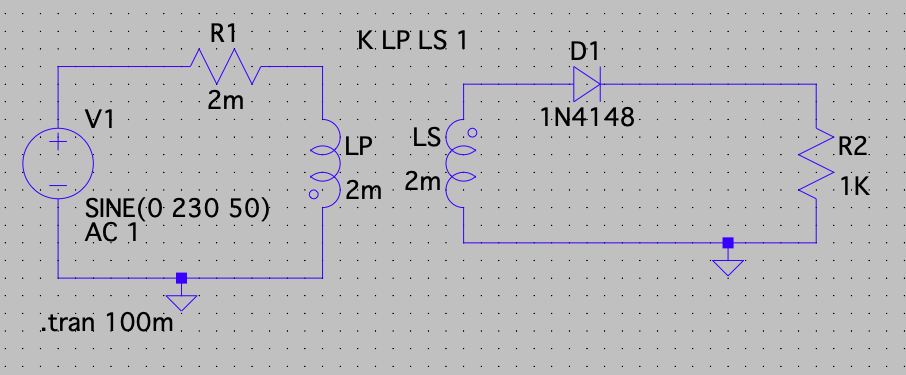 R1
K LP LS 1
D1
2m
V1
1N4148
LP
LS
R2
2m
2m
1K
SINE(0 230 50)
AC 1
.tran 100m